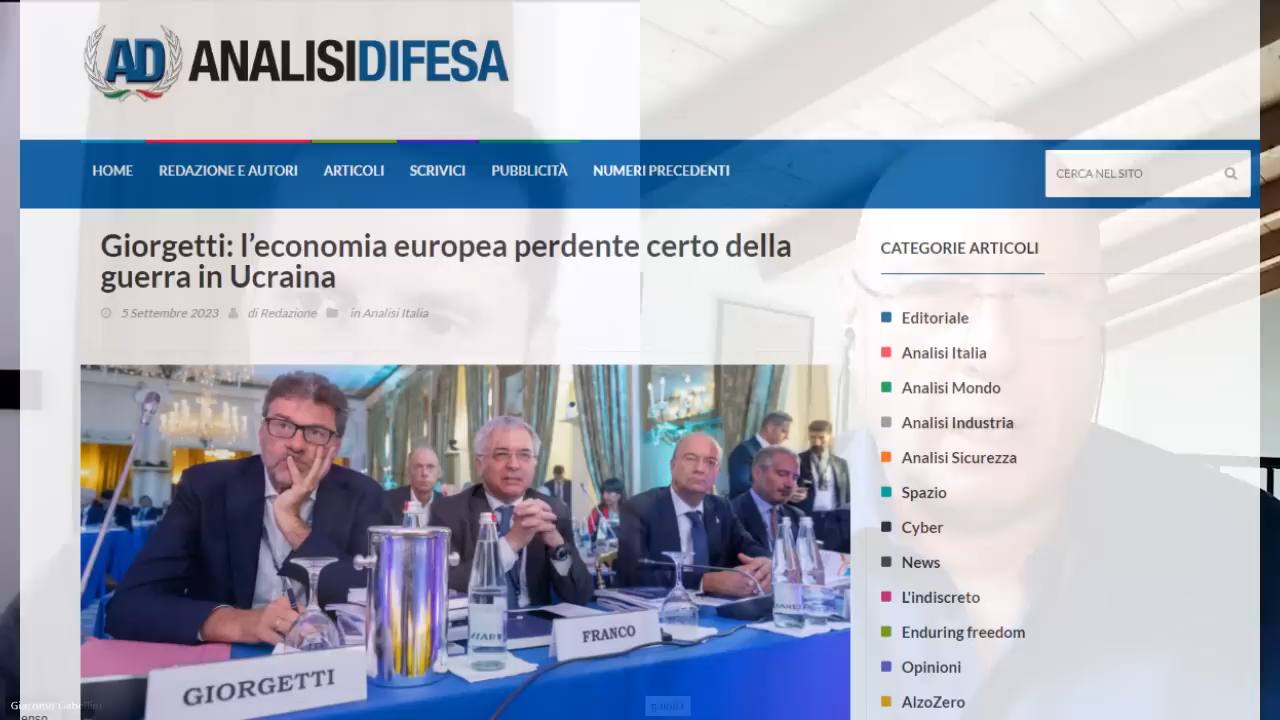 AD ANALISIDIFESA
HOME REDAZIONE E AUTORI ARTICOLI SCRIVICI PUBBLICITÀ NUMERI PRECEDENTI
CERCA NEL SITO
Giorgetti: l’economia europea perdente certo della
guerra in Ucraina
5 Settembre 2023 di Redazione in Analisi Italia
CATEGORIE ARTICOLI
Editoriale
Analisi Italia
Analisi Mondo
Analisi Industria
Analisi Sicurezza
Spazio
Cyber
News
L'indiscreto
Enduring freedom
Opinioni
AlzoZero
FRANCO
GIORGETTI
Giacomo Gabellini